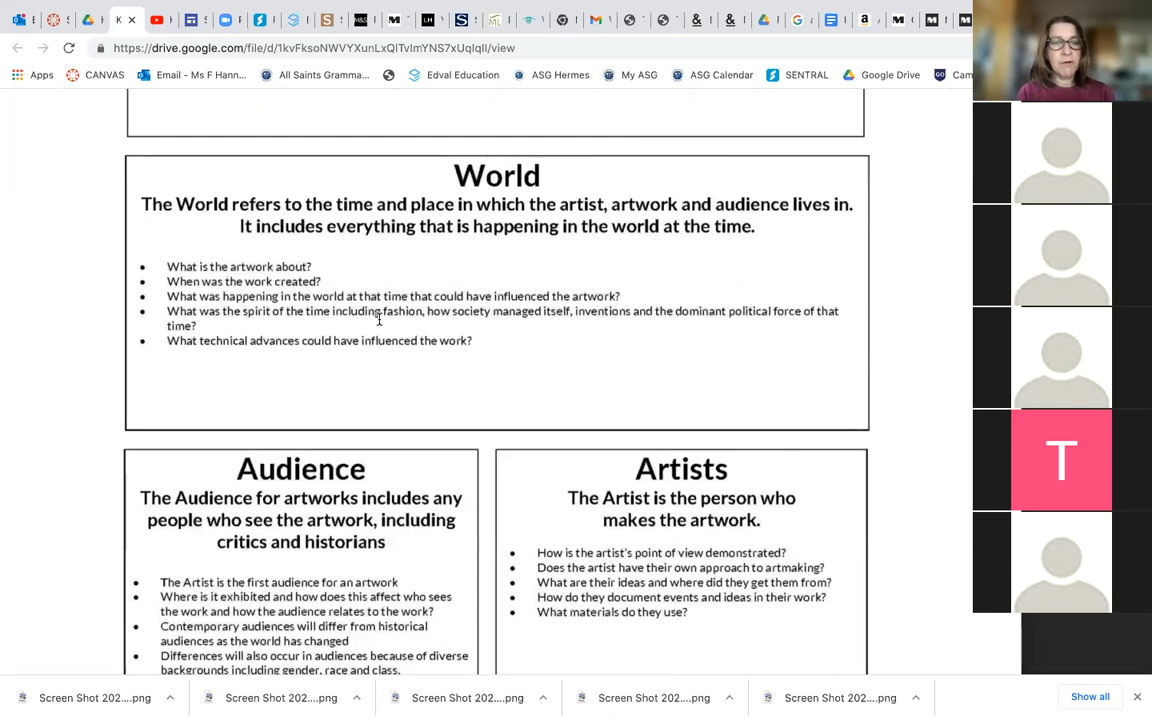 K
https://drive.google.com/file/d/1kvFksoNWVYXunLxQITvlmYNS7xUqIqlI/view
Apps CANVAS Email - Ms F Hann... All Saints Gramma... Edval Education ASG Hermes My ASG ASG Calendar SENTRAL Google Drive Cam
World
The World refers to the time and place in which the artist, artwork and audience lives in.
It includes everything that is happening in the world at the time.
• What is the artwork about?
• When was the work created?
• What was happening in the world at that time that could have influenced the artwork?
• What was the spirit of the time including fashion, how society managed itself, inventions and the dominant political force of that
time?
• What technical advances could have influenced the work?
Audience
The Audience for artworks includes any
people who see the artwork, including
critics and historians
• The Artist is the first audience for an artwork
• Where is it exhibited and how does this affect who sees
the work and how the audience relates to the work?
• Contemporary audiences will differ from historical
audiences as the world has changed
• Differences will also occur in audiences because of diverse
backgrounds including gender, race and class.
Artists
The Artist is the person who
makes the artwork.
• How is the artist's point of view demonstrated?
• Does the artist have their own approach to artmaking?
• What are their ideas and where did they get them from?
• How do they document events and ideas in their work?
• What materials do they use?
T
Screen Shot 202....png Screen Shot 202....png Screen Shot 202....png Screen Shot 202....png Screen Shot 202....png Show all